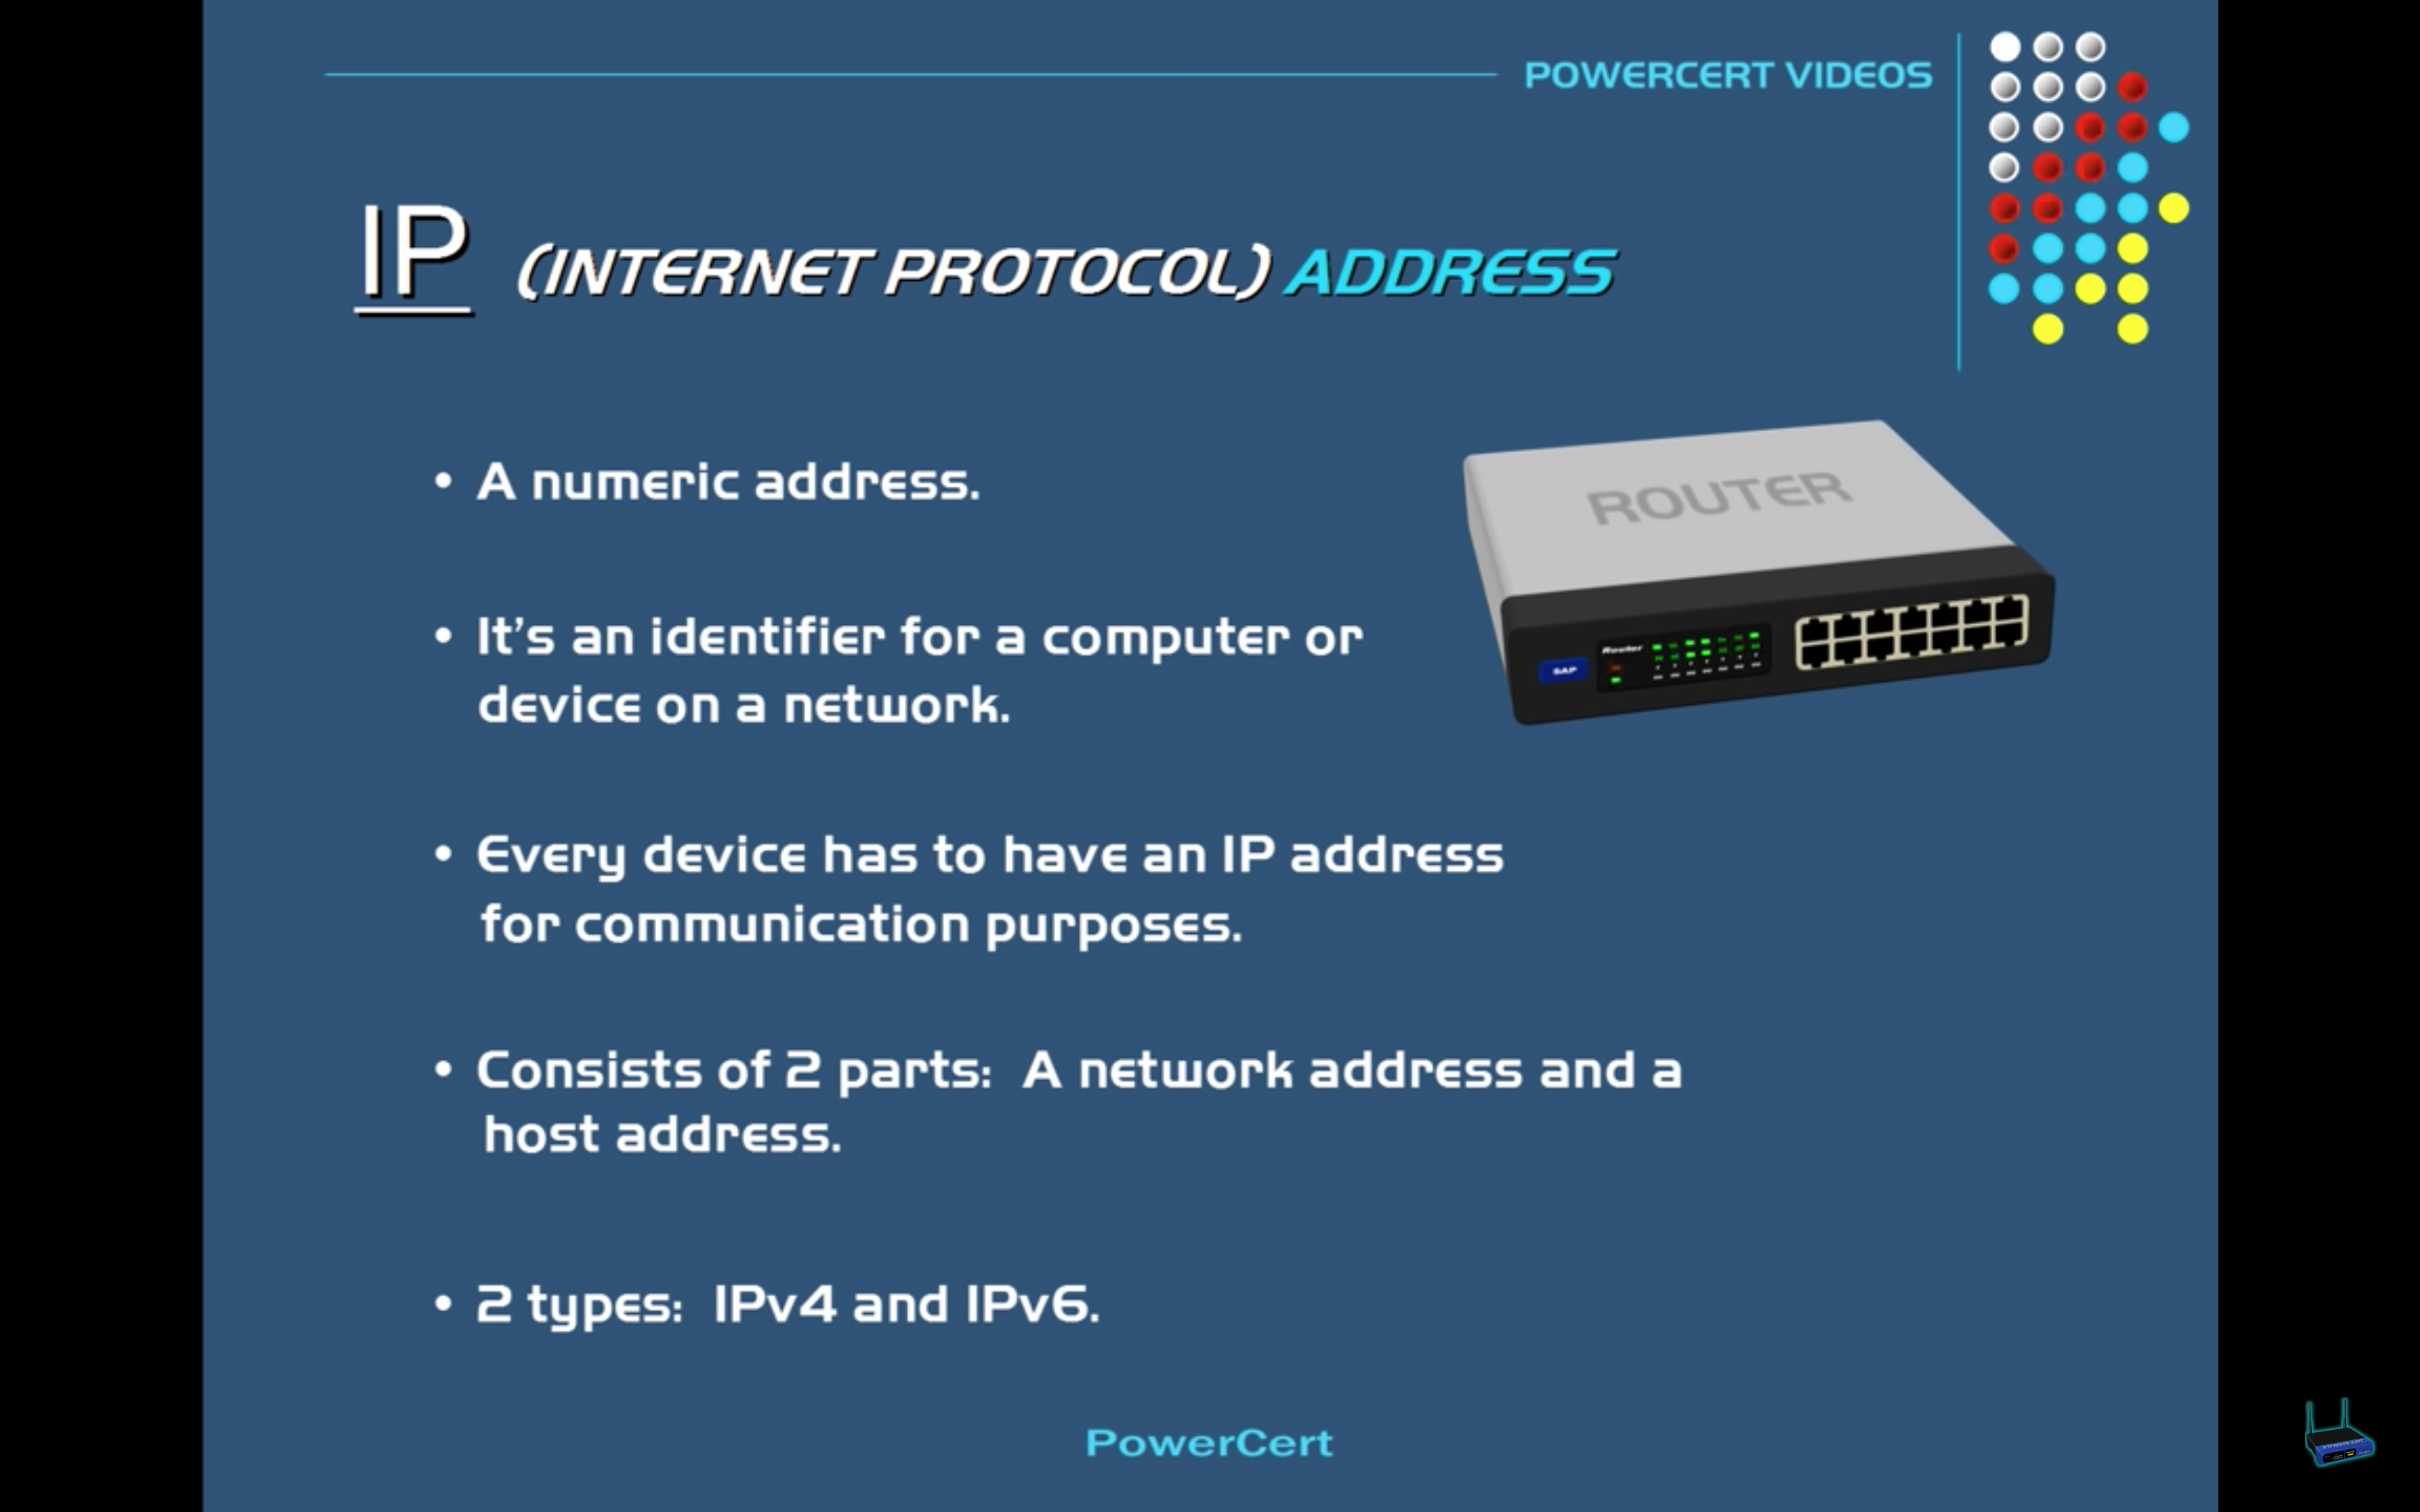 POWERCERT VIDEOS
IP (INTERNET PROTOCOL) ADDRESS
• A numeric address.
ROUTER
• It's an identifier for a computer or
device on a network.
Router
SAP
• Every device has to have an IP address
for communication purposes.
• Consists of 2 parts:  A network address and a
host address.
• 2 types:  IPv4 and IPv6.
PowerCert